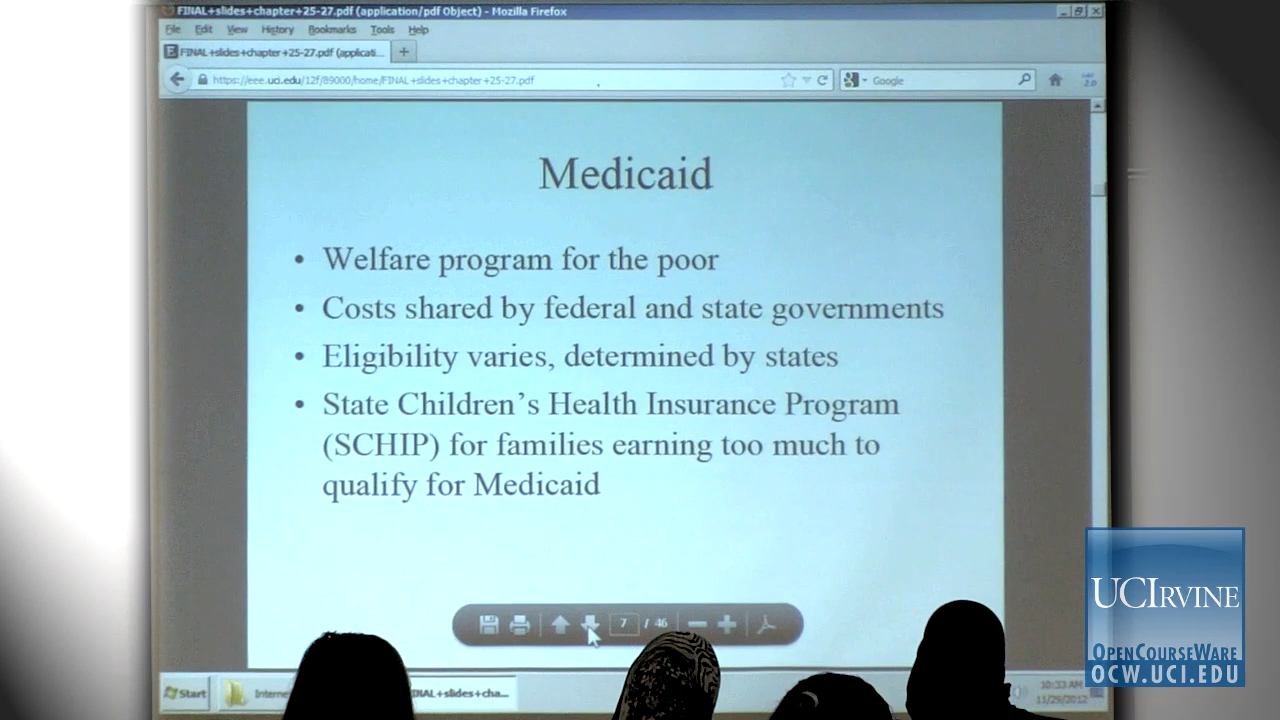 FINAL+slides+chapter+25-27.pdf (application/pdf Object) - Mozilla Firefox
File Edit View History Bookmarks Tools Help
FINAL+slides+chapter+25-27.pdf (applicati... +
https://eee.uci.edu/12f/89000/home/FINAL+slides+chapter+25-27.pdf Google
Medicaid
• Welfare program for the poor
• Costs shared by federal and state governments
• Eligibility varies, determined by states
• State Children's Health Insurance Program
(SCHIP) for families earning too much to
qualify for Medicaid
7 / 46
UCIRVINE
OPENCOURSEWARE
OCW.UCI.EDU
Start Interne INAL+slides+cha... 10:33 AM
11/29/2012